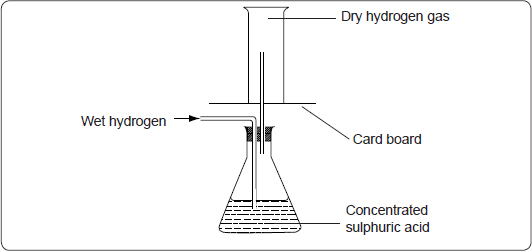 Dry hydrogen gas
Wet hydrogen
Card board
Concentrated
sulphuric acid